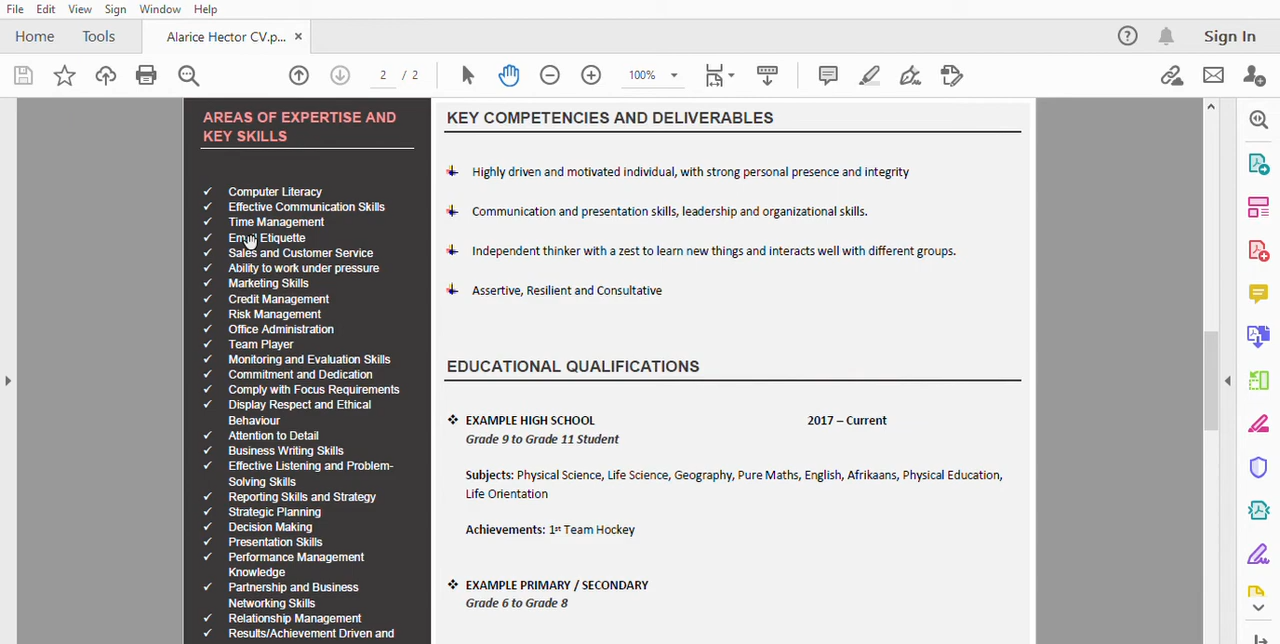 File Edit View Sign Window Help
Home Tools Alarice Hector CV.p... × Sign In
2 / 2 100%
AREAS OF EXPERTISE AND
KEY SKILLS
Computer Literacy
Effective Communication Skills
Time Management
Email Etiquette
Sales and Customer Service
Ability to work under pressure
Marketing Skills
Credit Management
Risk Management
Office Administration
Team Player
Monitoring and Evaluation Skills
Commitment and Dedication
Comply with Focus Requirements
Display Respect and Ethical
Behaviour
Attention to Detail
Business Writing Skills
Effective Listening and Problem-
Solving Skills
Reporting Skills and Strategy
Strategic Planning
Decision Making
Presentation Skills
Performance Management
Knowledge
Partnership and Business
Networking Skills
Relationship Management
Results/Achievement Driven and
KEY COMPETENCIES AND DELIVERABLES
Highly driven and motivated individual, with strong personal presence and integrity
Communication and presentation skills, leadership and organizational skills.
Independent thinker with a zest to learn new things and interacts well with different groups.
Assertive, Resilient and Consultative
EDUCATIONAL QUALIFICATIONS
EXAMPLE HIGH SCHOOL 2017 – Current
Grade 9 to Grade 11 Student
Subjects: Physical Science, Life Science, Geography, Pure Maths, English, Afrikaans, Physical Education,
Life Orientation
Achievements: 1st Team Hockey
EXAMPLE PRIMARY / SECONDARY
Grade 6 to Grade 8